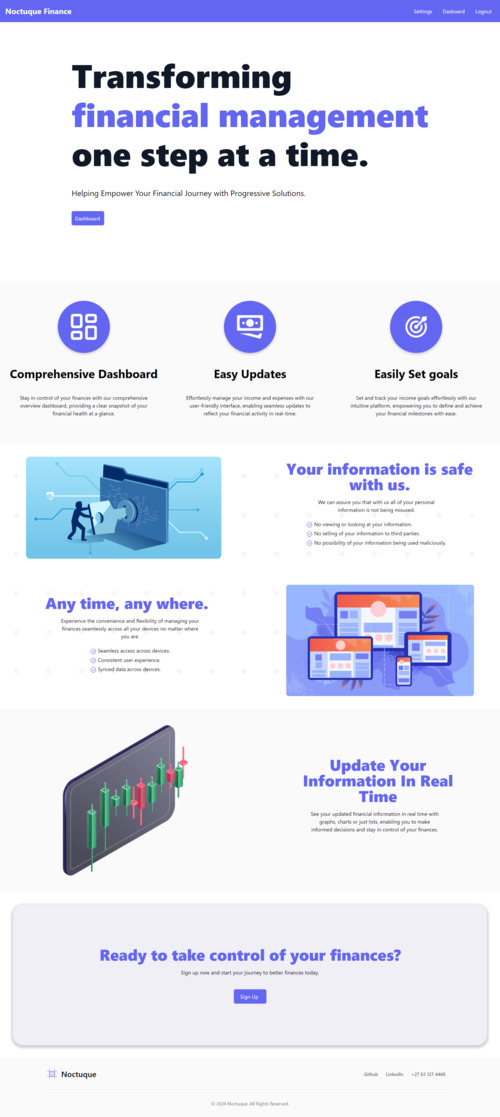 Noctuque Finance
Settings Dasboard Logout
Transforming
financial management
one step at a time.
Helping Empower Your Financial Journey with Progressive Solutions.
Dashboard
Comprehensive Dashboard
Stay in control of your finances with our comprehensive
overview dashboard, providing a clear snapshot of your
financial health at a glance.
Easy Updates
Effortlessly manage your income and expenses with our
user-friendly interface, enabling seamless updates to
reflect your financial activity in real-time.
Easily Set goals
Set and track your income goals effortlessly with our
intuitive platform, empowering you to define and achieve
your financial milestones with ease.
Your information is safe
with us.
We can assure you that with us all of your personal
information is not being misused.
No viewing or looking at your information.
No selling of your information to third parties.
No possibility of your information being used maliciously.
Any time, any where.
Experience the convenience and flexibility of managing your
finances seamlessly across all your devices no matter where
you are.
Seamless access across devices.
Consistent user experience.
Synced data across devices.
Update Your
Information In Real
Time
See your updated financial information in real time with
graphs, charts or just lists, enabling you to make
informed decisions and stay in control of your finances.
Ready to take control of your finances?
Sign up now and start your journey to better finances today.
Sign Up
Noctuque
Github LinkedIn +27 63 127 4468
© 2024 Noctuque. All Rights Reserved.